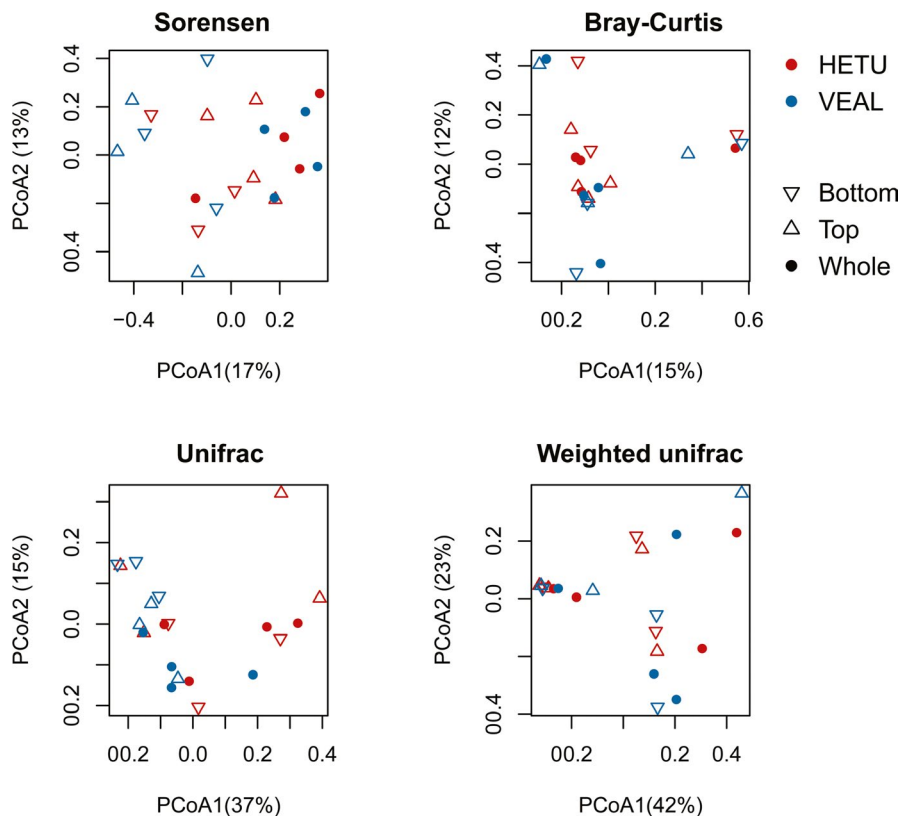 Sorensen
0.4
0.2
0.0
00.4
PCoA2 (13%)
−0.4
0.0
0.2
PCoA1(17%)
Bray-Curtis
0.4
0.2
0.0
00.4
PCoA2 (12%)
00.2
0.2
0.6
PCoA1(15%)
HETU
VEAL
Bottom
Top
Whole
Unifrac
0.2
0.0
00.2
PCoA2 (15%)
00.2
0.0
0.2
0.4
PCoA1(37%)
Weighted unifrac
0.2
0.0
00.4
PCoA2 (23%)
00.2
0.2
0.4
PCoA1(42%)